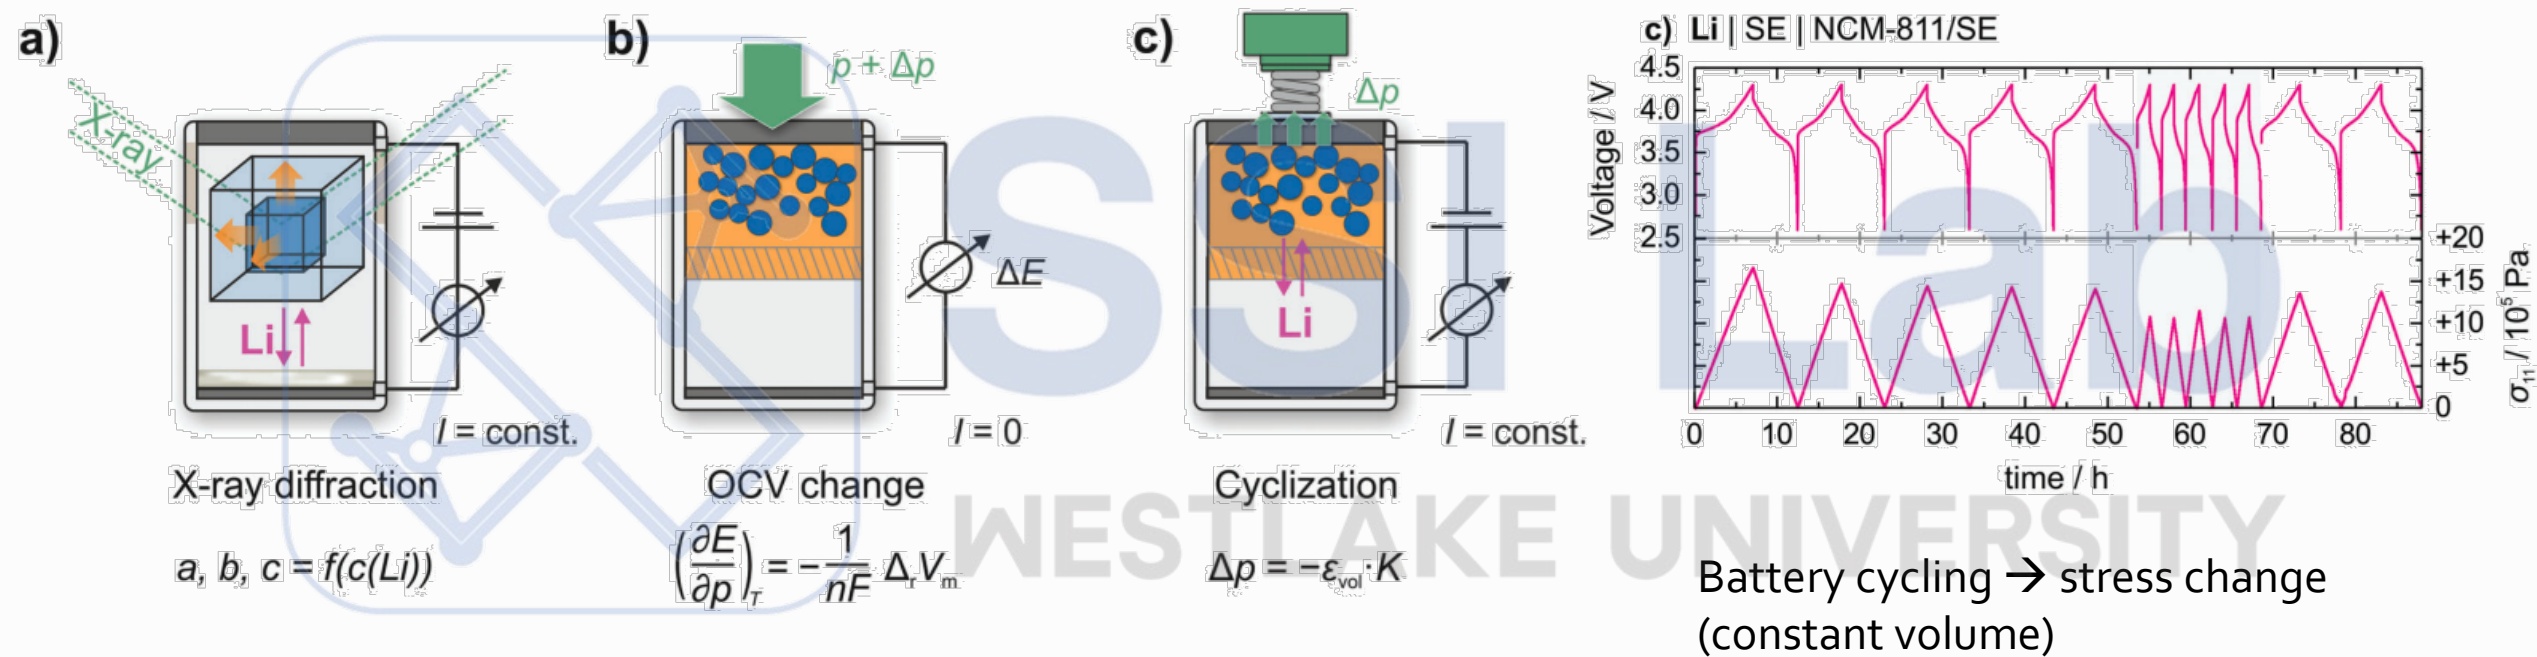 a)
X-ray
Li
I = const.
X-ray diffraction
a, b, c = f(c(Li))
b)
p + Δp
ΔE
I = 0
OCV change
(∂E/∂p)T = − 1/nF ΔrVm
c)
Δp
Li
I = const.
Cyclization
Δp = −εvol·K
c) Li | SE | NCM-811/SE
Voltage / V
4.5
4.0
3.5
3.0
2.5
+20
+15
+10
+5
0
σ11 / 10⁵ Pa
0 10 20 30 40 50 60 70 80
time / h
Battery cycling → stress change
(constant volume)
SSI Lab
WESTLAKE UNIVERSITY